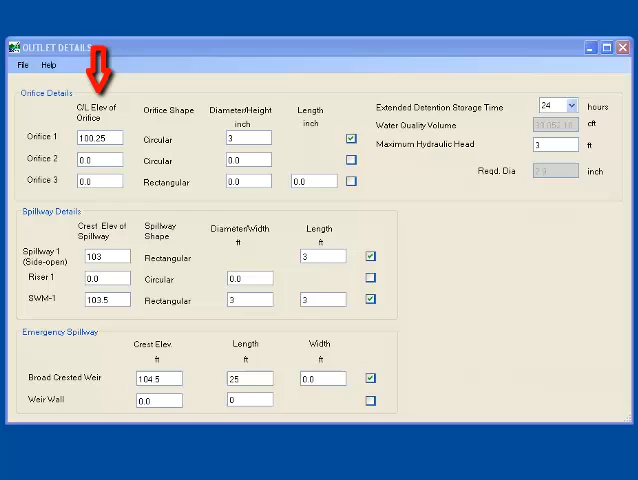 OUTLET DETAILS
File Help
Orifice Details
C/L Elev of Orifice Orifice Shape Diameter/Height inch Length inch
Extended Detention Storage Time 24 hours
Orifice 1 100.25 Circular 3
Water Quality Volume cft
Orifice 2 0.0 Circular 0.0
Maximum Hydraulic Head 3 ft
Orifice 3 0.0 Rectangular 0.0 0.0
Reqd. Dia 2.9 inch
Spillway Details
Crest Elev of Spillway Spillway Shape Diameter/Width ft Length ft
Spillway 1 (Side-open) 103 Rectangular 3
Riser 1 0.0 Circular 0.0
SWM-1 103.5 Rectangular 3 3
Emergency Spillway
Crest Elev. Length Width
ft ft ft
Broad Crested Weir 104.5 25 0.0
Weir Wall 0.0 0